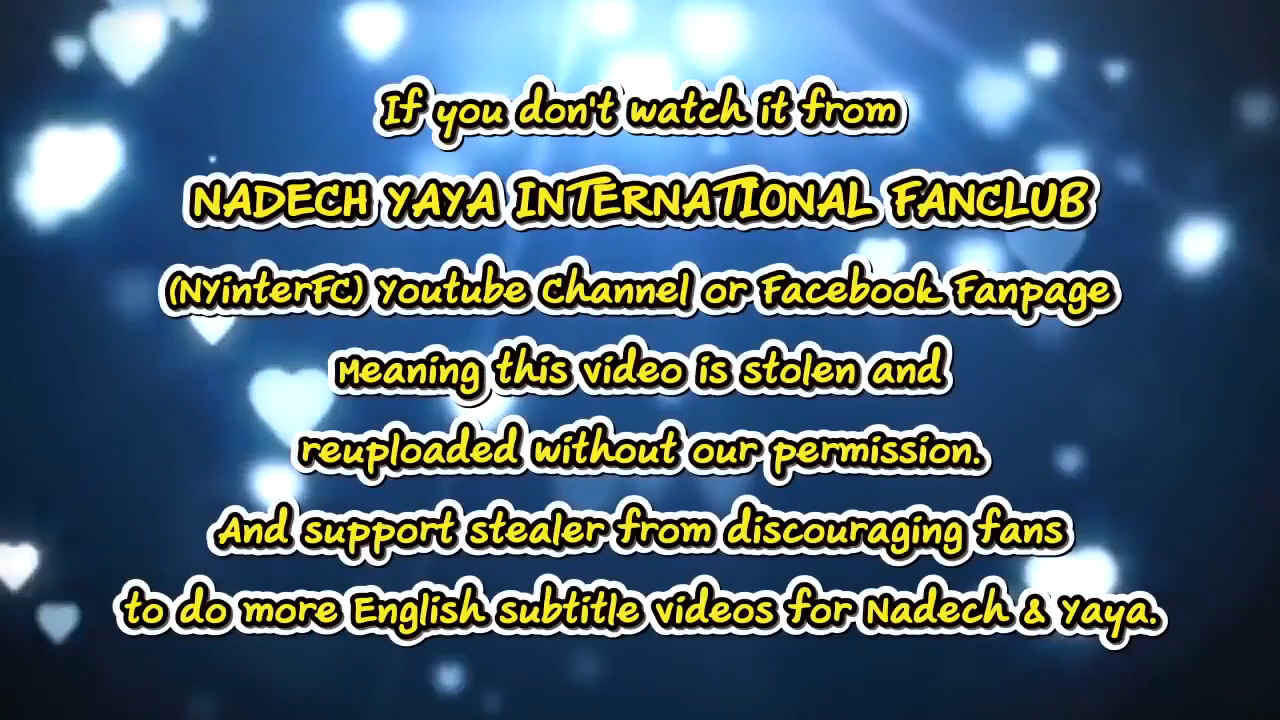 If you don't watch it from
NADECH YAYA INTERNATIONAL FANCLUB
(NYinterFC) Youtube Channel or Facebook Fanpage
Meaning this video is stolen and
reuploaded without our permission.
And support stealer from discouraging fans
to do more English subtitle videos for Nadech & Yaya.